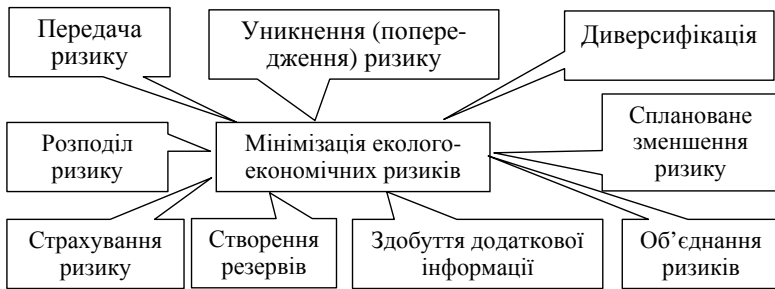 Передача
ризику
Уникнення (попере-
дження) ризику
Диверсифікація
Розподіл
ризику
Мінімізація еколого-
економічних ризиків
Сплановане
зменшення
ризику
Страхування
ризику
Створення
резервів
Здобуття додаткової
інформації
Об’єднання
ризиків